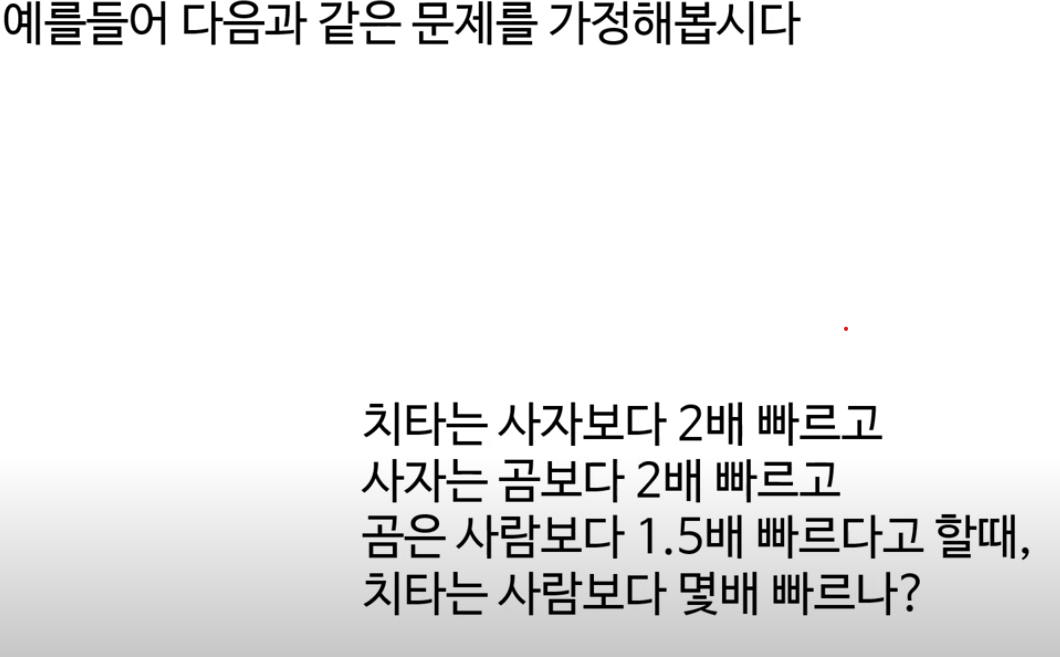 예를들어 다음과 같은 문제를 가정해봅시다
치타는 사자보다 2배 빠르고
사자는 곰보다 2배 빠르고
곰은 사람보다 1.5배 빠르다고 할때,
치타는 사람보다 몇배 빠르나?